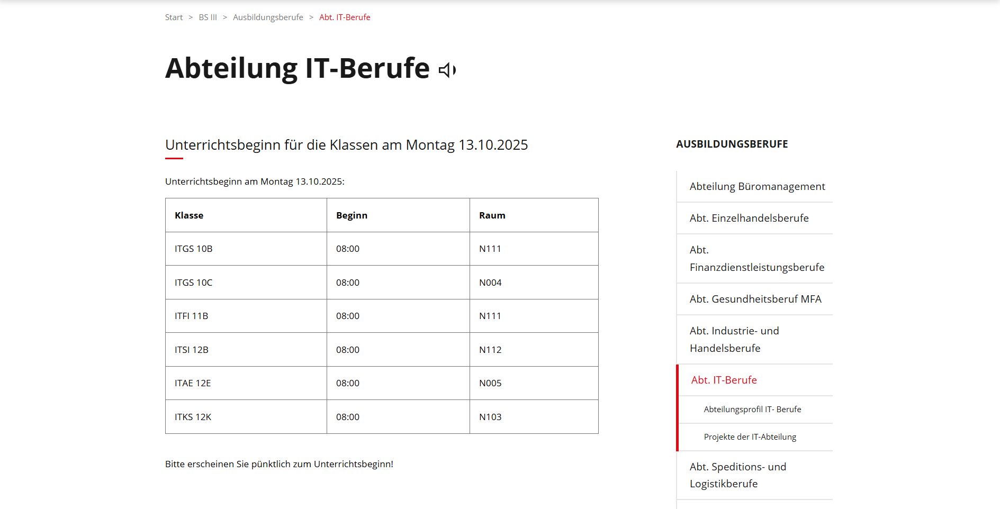 Start > BS III > Ausbildungsberufe > Abt. IT-Berufe
Abteilung IT-Berufe
Unterrichtsbeginn für die Klassen am Montag 13.10.2025
Unterrichtsbeginn am Montag 13.10.2025:
Klasse Beginn Raum
ITGS 10B 08:00 N111
ITGS 10C 08:00 N004
ITFI 11B 08:00 N111
ITSI 12B 08:00 N112
ITAE 12E 08:00 N005
ITKS 12K 08:00 N103
Bitte erscheinen Sie pünktlich zum Unterrichtsbeginn!
AUSBILDUNGSBERUFE
Abteilung Büromanagement
Abt. Einzelhandelsberufe
Abt.
Finanzdienstleistungsberufe
Abt. Gesundheitsberuf MFA
Abt. Industrie- und
Handelsberufe
Abt. IT-Berufe
Abteilungsprofil IT- Berufe
Projekte der IT-Abteilung
Abt. Speditions- und
Logistikberufe